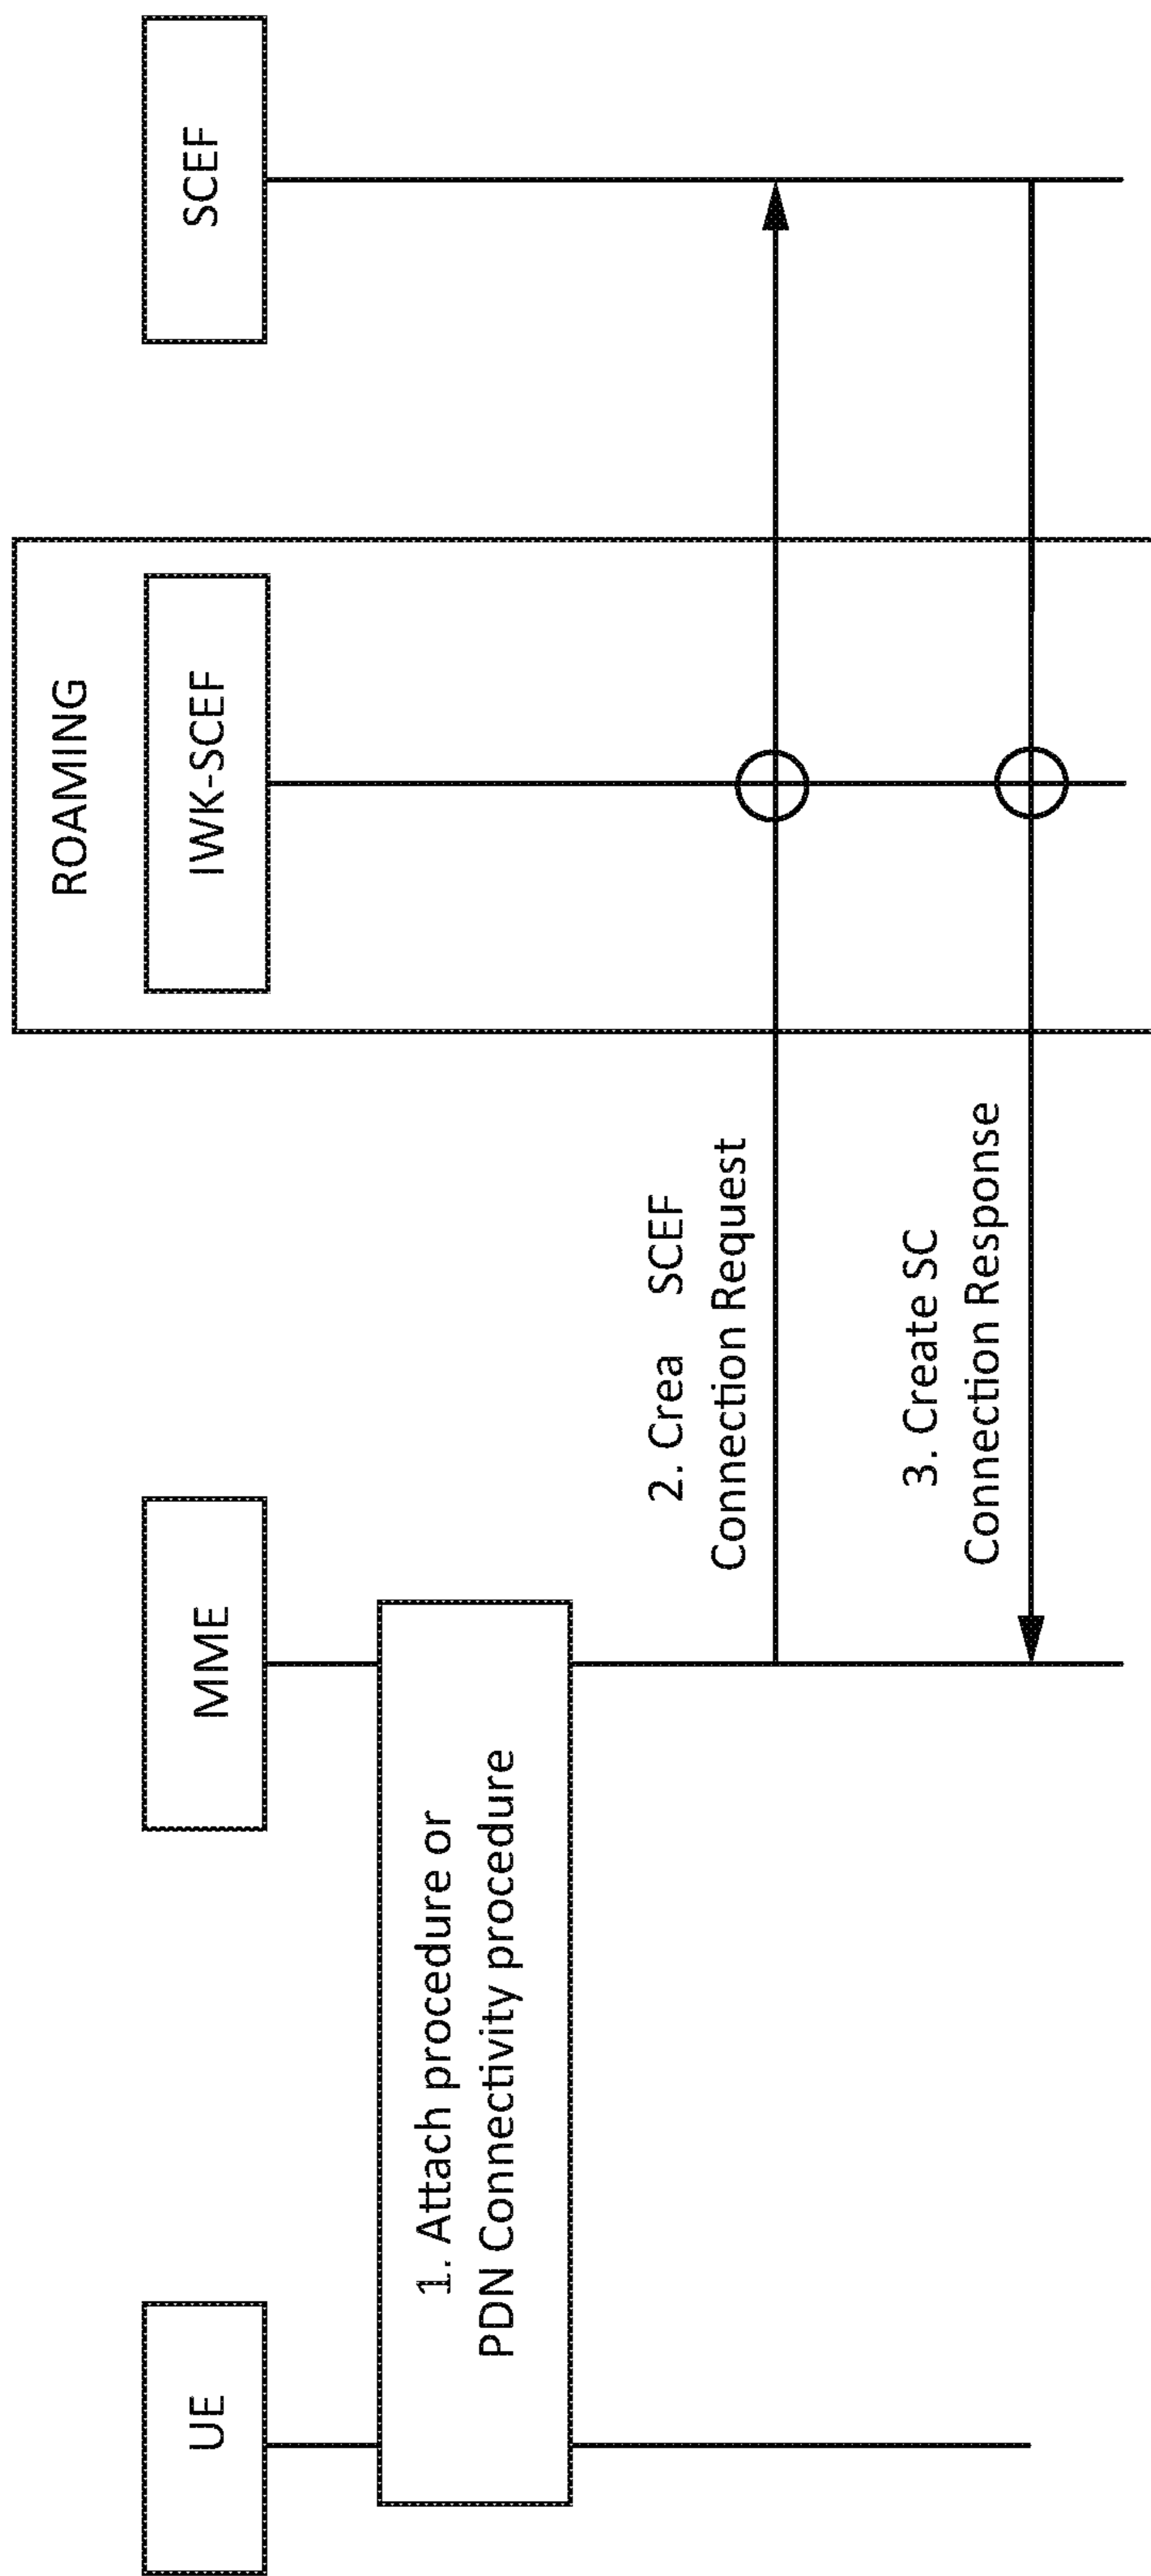 UE
MME
ROAMING
IWK-SCEF
SCEF
1. Attach procedure or
PDN Connectivity procedure
2. Crea SCEF
Connection Request
3. Create SC
Connection Response